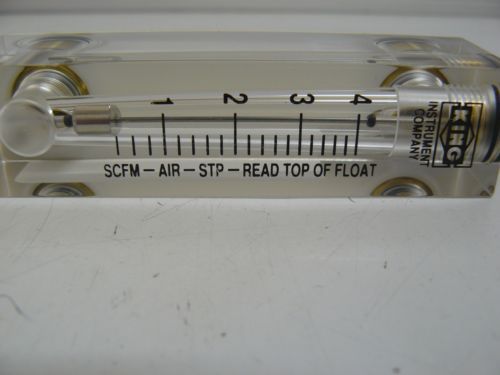 1 2 3 4
SCFM – AIR – STP – READ TOP OF FLOAT
KING
INSTRUMENT
COMPANY